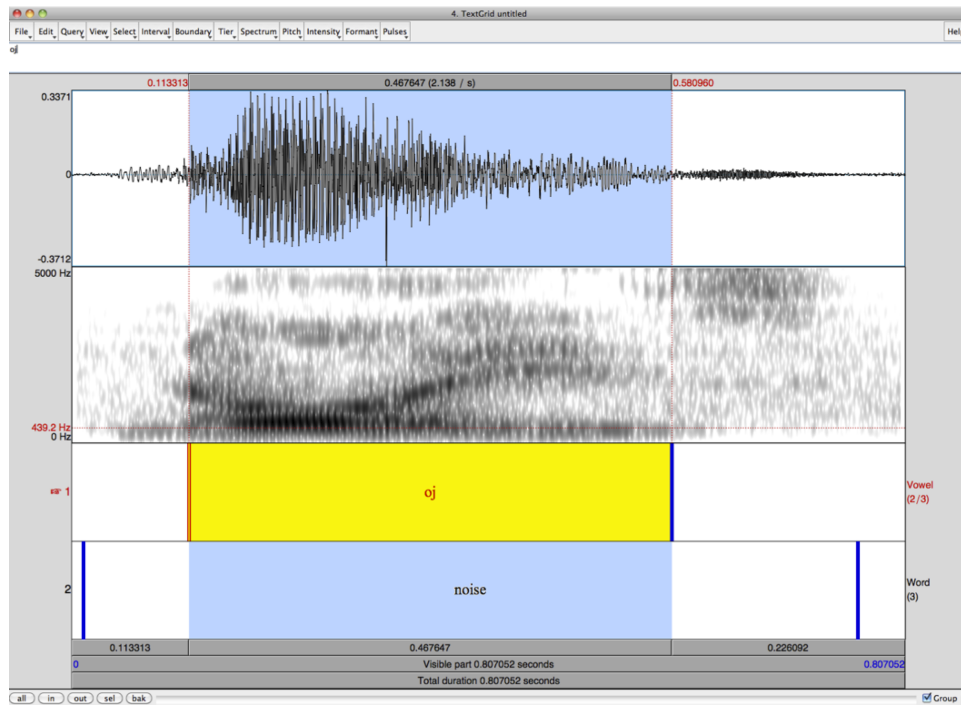 4. TextGrid untitled
File Edit Query View Select Interval Boundary Tier Spectrum Pitch Intensity Formant Pulses Help
oj
0.113313 0.467647 (2.138 / s) 0.580960
0.3371
0
-0.3712
5000 Hz
439.2 Hz
0 Hz
1 oj Vowel
(2/3)
2 noise Word
(3)
0.113313 0.467647 0.226092
0 Visible part 0.807052 seconds 0.807052
Total duration 0.807052 seconds
all in out sel bak Group